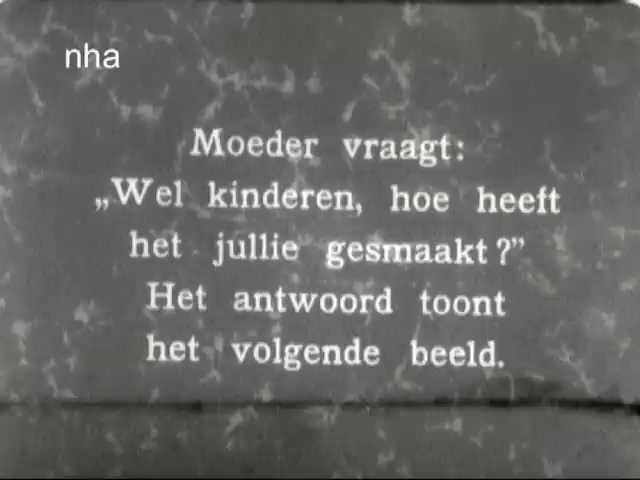 nha
Moeder vraagt:
„Wel kinderen, hoe heeft
het jullie gesmaakt?”
Het antwoord toont
het volgende beeld.